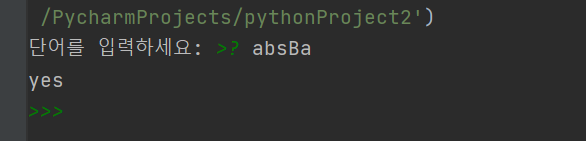 /PycharmProjects/pythonProject2')
단어를 입력하세요: >? absBa
yes
>>>